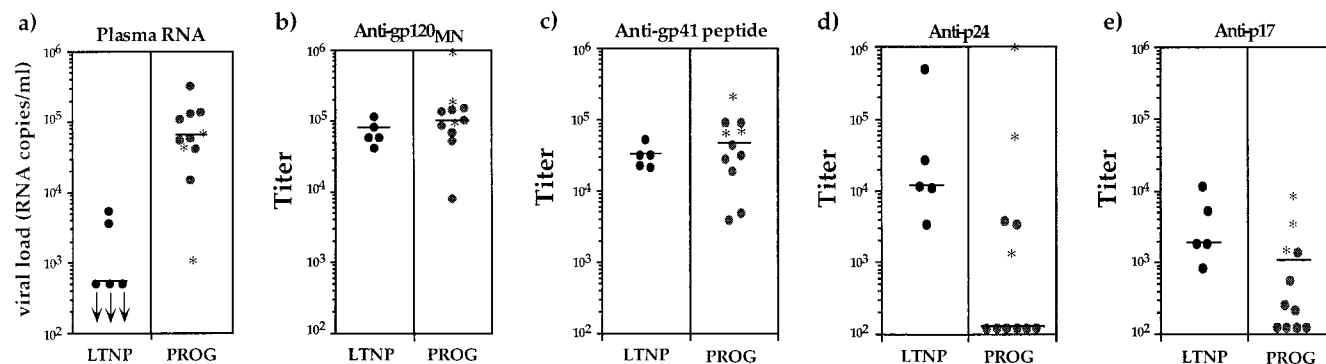 a) Plasma RNA
viral load (RNA copies/ml)
10⁶
10⁵
10⁴
10³
10²
LTNP PROG
b) Anti-gp120MN
Titer
10⁶
10⁵
10⁴
10³
10²
LTNP PROG
c) Anti-gp41 peptide
Titer
10⁶
10⁵
10⁴
10³
10²
LTNP PROG
d) Anti-p24
Titer
10⁶
10⁵
10⁴
10³
10²
LTNP PROG
e) Anti-p17
Titer
10⁶
10⁵
10⁴
10³
10²
LTNP PROG